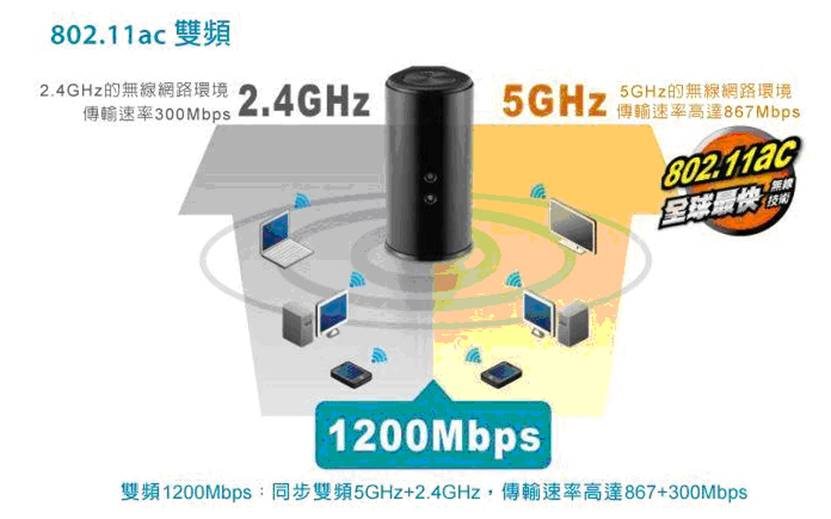 802.11ac 雙頻
2.4GHz的無線網路環境
傳輸速率300Mbps
2.4GHz
5GHz
5GHz的無線網路環境
傳輸速率高達867Mbps
802.11ac
全球最快
無線
技術
1200Mbps
雙頻1200Mbps：同步雙頻5GHz+2.4GHz，傳輸速率高達867+300Mbps